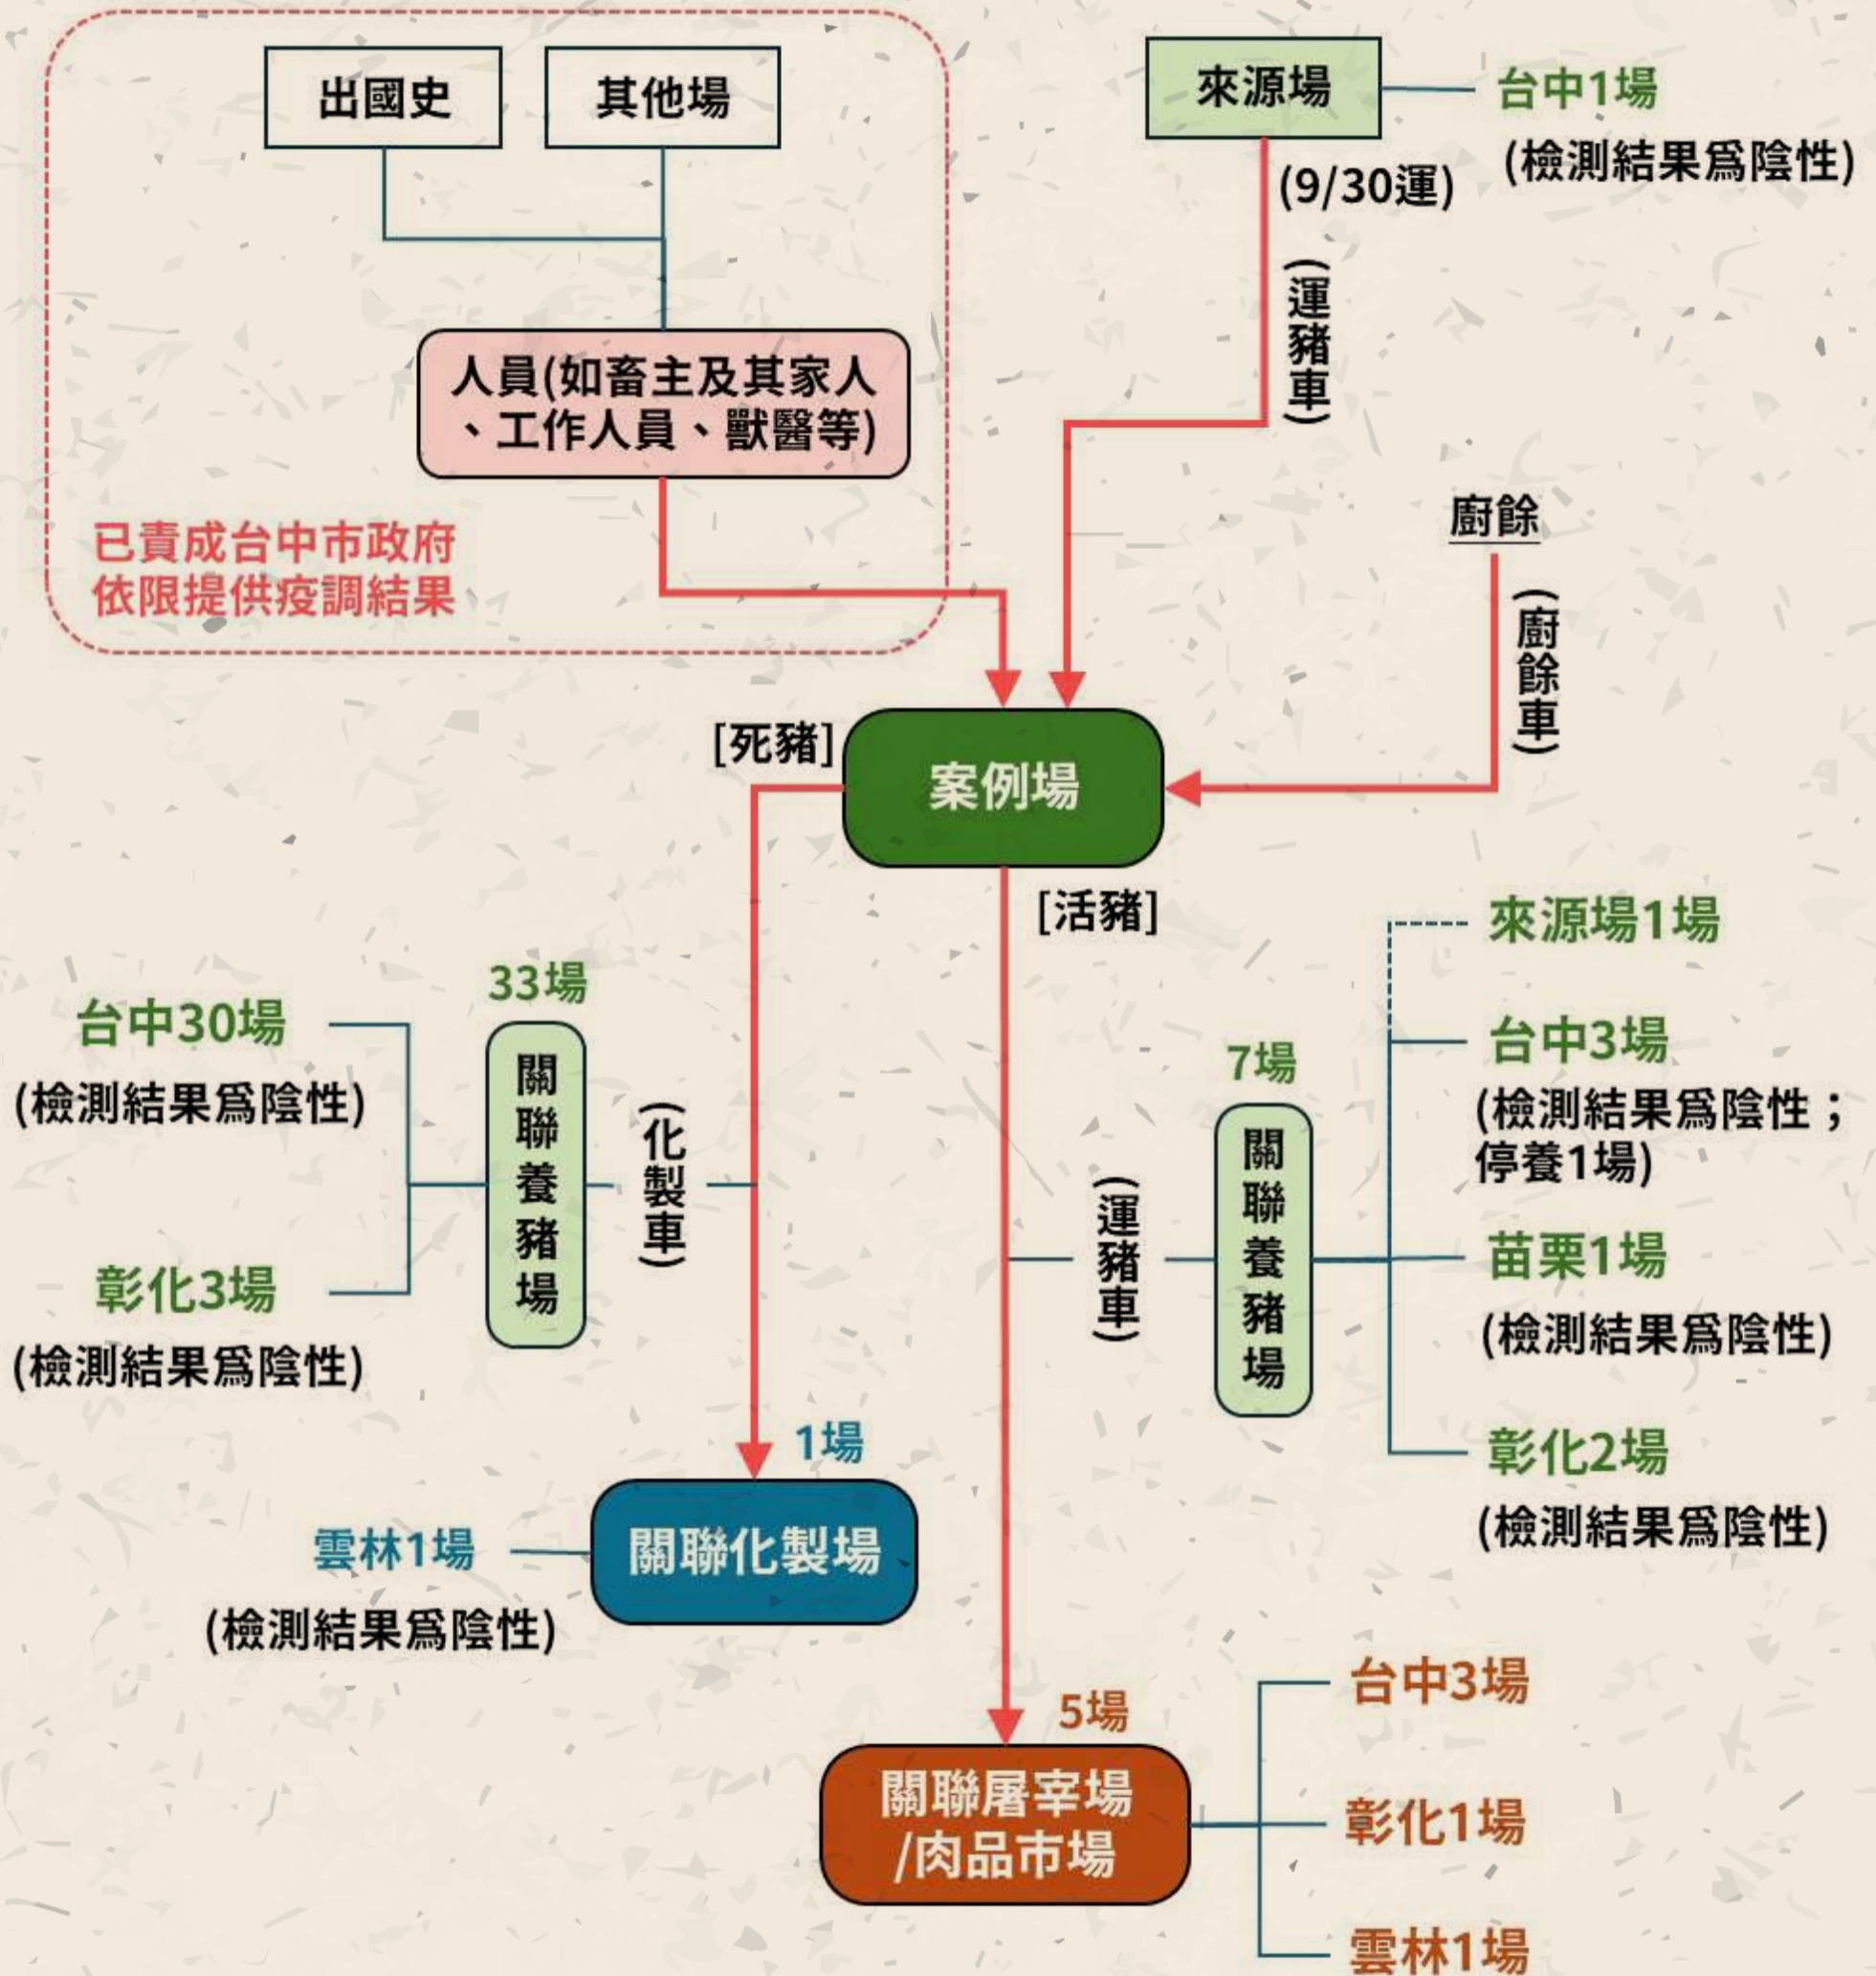 出國史
其他場
來源場
台中1場
(檢測結果爲陰性)
(9/30運)
(運豬車)
人員(如畜主及其家人
、工作人員、獸醫等)
已責成台中市政府
依限提供疫調結果
廚餘
(廚餘車)
[死豬]
案例場
[活豬]
33場
關聯養豬場
台中30場
(檢測結果爲陰性)
彰化3場
(檢測結果爲陰性)
(化製車)
(運豬車)
7場
關聯養豬場
來源場1場
台中3場
(檢測結果爲陰性；
停養1場)
苗栗1場
(檢測結果爲陰性)
彰化2場
(檢測結果爲陰性)
1場
關聯化製場
雲林1場
(檢測結果爲陰性)
5場
關聯屠宰場
/肉品市場
台中3場
彰化1場
雲林1場